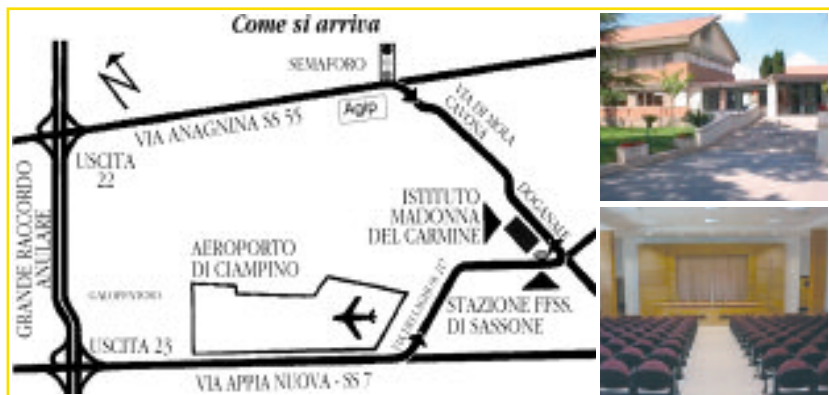 Come si arriva
N
SEMAFORO
Agip
VIA ANAGNINA SS 55
VIA DI MOLA
CAVONA
USCITA
22
DOGANALE
GRANDE RACCORDO
ANULARE
ISTITUTO
MADONNA
DEL CARMINE
AEROPORTO
DI CIAMPINO
STAZIONE FFSS.
DI SASSONE
USCITA 23
VIA APPIA NUOVA - SS 7